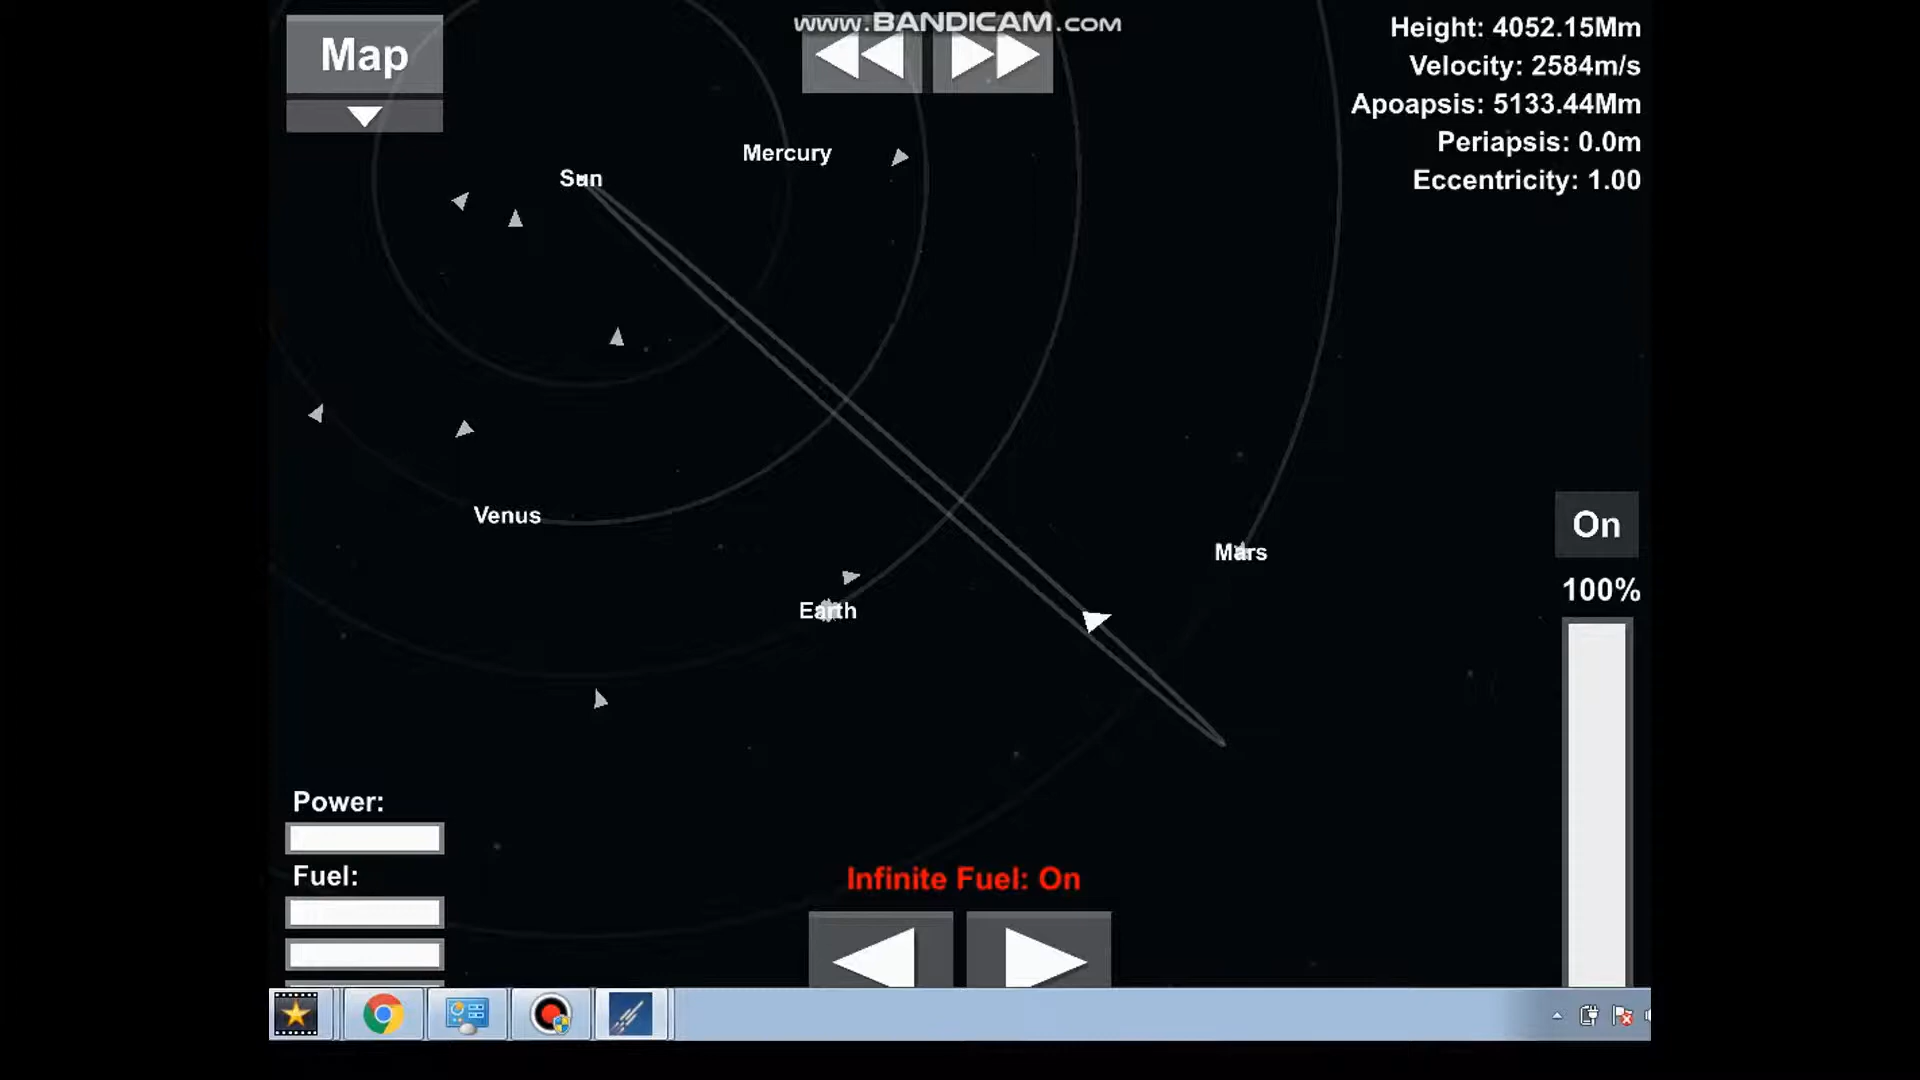 www.BANDICAM.com
Map
Height: 4052.15Mm
Velocity: 2584m/s
Apoapsis: 5133.44Mm
Periapsis: 0.0m
Eccentricity: 1.00
Mercury
Sun
Venus
Mars
Earth
On
100%
Power:
Fuel:
Infinite Fuel: On